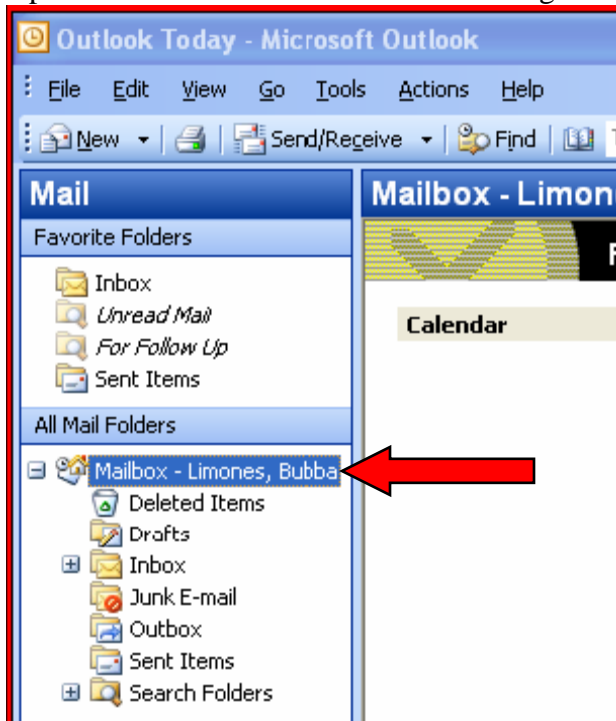 Outlook Today - Microsoft Outlook
File Edit View Go Tools Actions Help
New Send/Receive Find
Mail
Mailbox - Limon
Favorite Folders
Inbox
Unread Mail
For Follow Up
Sent Items
Calendar
All Mail Folders
Mailbox - Limones, Bubba
Deleted Items
Drafts
Inbox
Junk E-mail
Outbox
Sent Items
Search Folders